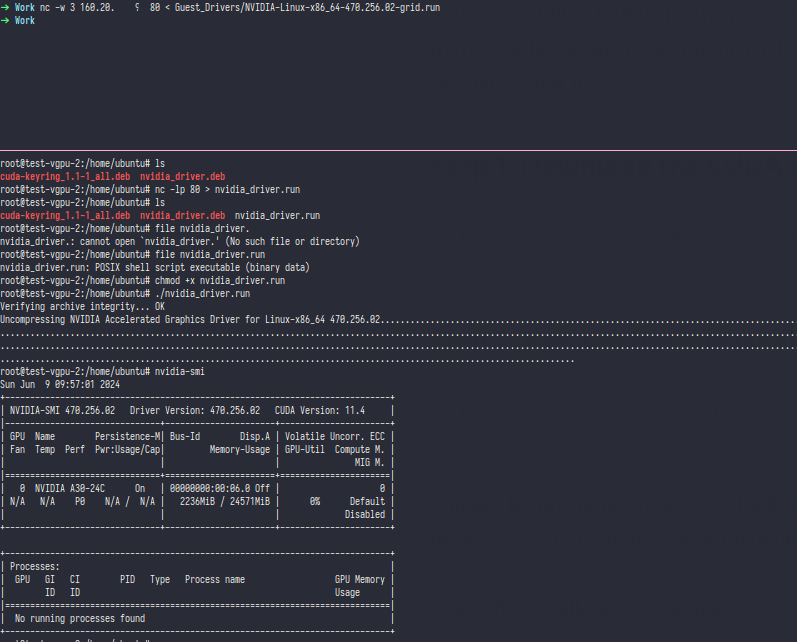 → Work nc -w 3 160.20. 9 80 < Guest_Drivers/NVIDIA-Linux-x86_64-470.256.02-grid.run
→ Work
root@test-vgpu-2:/home/ubuntu# ls
cuda-keyring_1.1-1_all.deb nvidia_driver.deb
root@test-vgpu-2:/home/ubuntu# nc -lp 80 > nvidia_driver.run
root@test-vgpu-2:/home/ubuntu# ls
cuda-keyring_1.1-1_all.deb nvidia_driver.deb nvidia_driver.run
root@test-vgpu-2:/home/ubuntu# file nvidia_driver.
nvidia_driver.: cannot open `nvidia_driver.' (No such file or directory)
root@test-vgpu-2:/home/ubuntu# file nvidia_driver.run
nvidia_driver.run: POSIX shell script executable (binary data)
root@test-vgpu-2:/home/ubuntu# chmod +x nvidia_driver.run
root@test-vgpu-2:/home/ubuntu# ./nvidia_driver.run
Verifying archive integrity... OK
Uncompressing NVIDIA Accelerated Graphics Driver for Linux-x86_64 470.256.02...................................................................................
root@test-vgpu-2:/home/ubuntu# nvidia-smi
Sun Jun  9 09:57:01 2024
| NVIDIA-SMI 470.256.02   Driver Version: 470.256.02   CUDA Version: 11.4     |
| GPU  Name        Persistence-M| Bus-Id        Disp.A | Volatile Uncorr. ECC |
| Fan  Temp  Perf  Pwr:Usage/Cap|         Memory-Usage | GPU-Util  Compute M. |
|                               |                      |               MIG M. |
|   0  NVIDIA A30-24C      On   | 00000000:00:06.0 Off |                    0 |
| N/A   N/A    P0    N/A /  N/A |   2236MiB / 24571MiB |      0%      Default |
|                               |                      |             Disabled |
| Processes:                                                                  |
|  GPU   GI   CI        PID   Type   Process name                  GPU Memory |
|        ID   ID                                                   Usage      |
|  No running processes found                                                 |